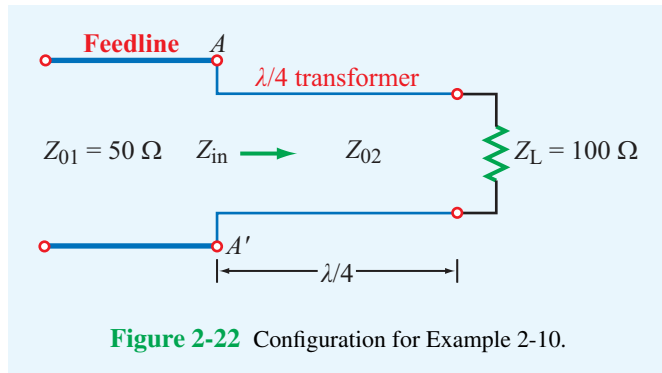 Feedline A
λ/4 transformer
Z01 = 50 Ω Zin Z02 ZL = 100 Ω
A'
λ/4
Figure 2-22 Configuration for Example 2-10.